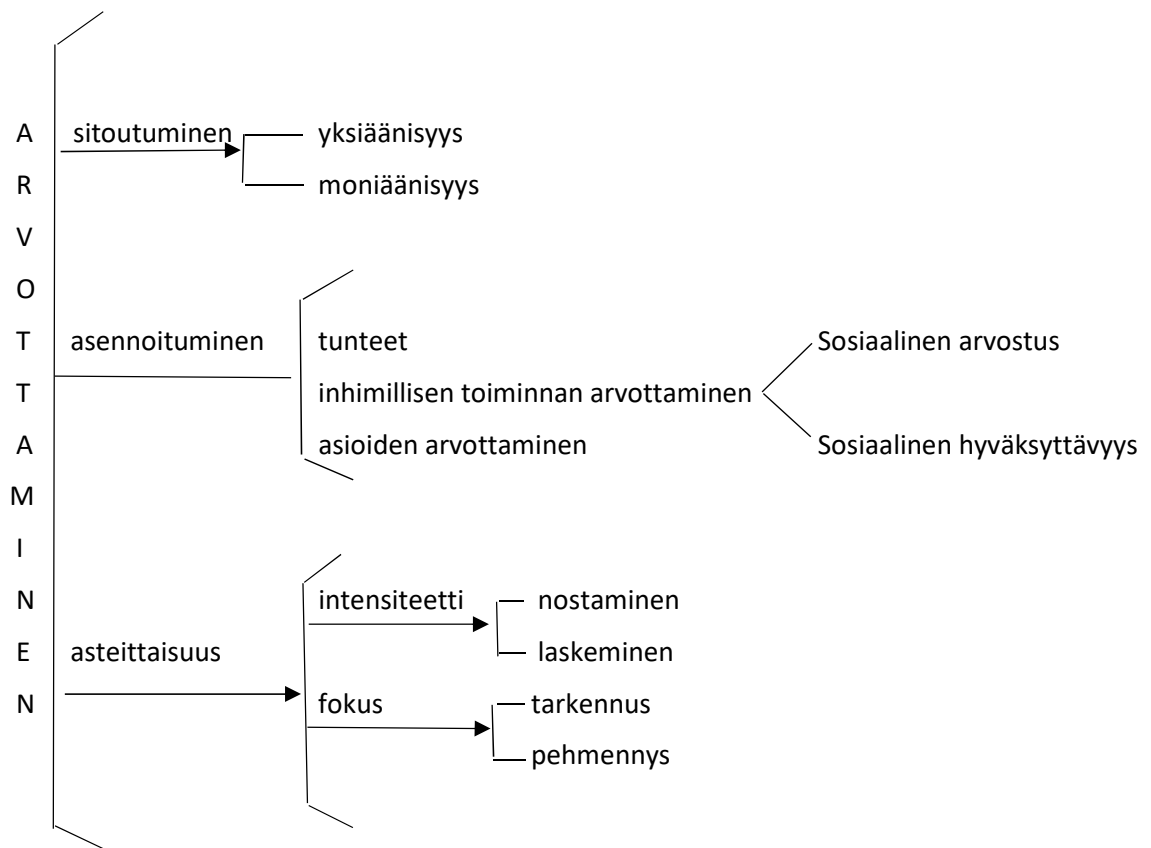 ARVOTTAMINEN
sitoutuminen
yksiäänisyys
moniäänisyys
asennoituminen
tunteet
inhimillisen toiminnan arvottaminen
asioiden arvottaminen
Sosiaalinen arvostus
Sosiaalinen hyväksyttävyys
asteittaisuus
intensiteetti
nostaminen
laskeminen
fokus
tarkennus
pehmennys